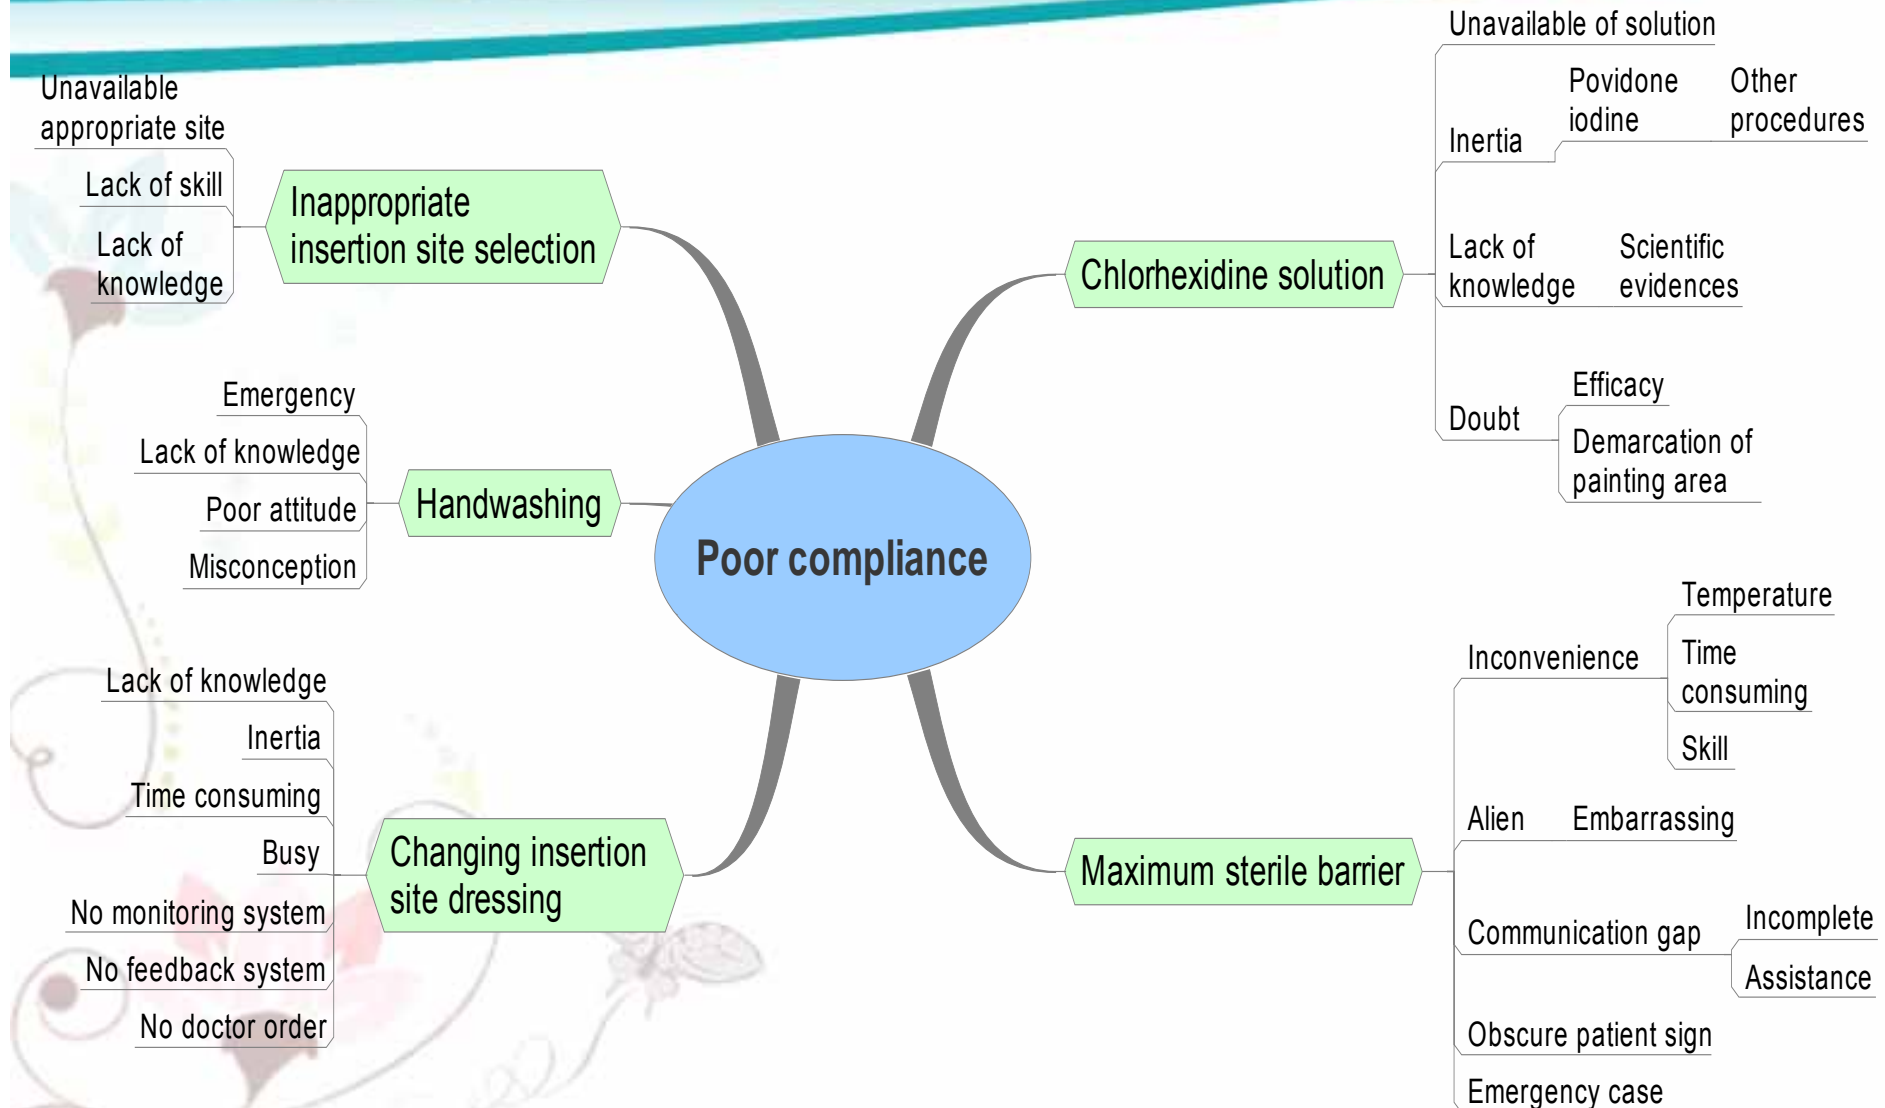 Unavailable
appropriate site
Lack of skill
Lack of
knowledge
Inappropriate
insertion site selection
Emergency
Lack of knowledge
Poor attitude
Misconception
Handwashing
Lack of knowledge
Inertia
Time consuming
Busy
No monitoring system
No feedback system
No doctor order
Changing insertion
site dressing
Poor compliance
Chlorhexidine solution
Unavailable of solution
Inertia
Povidone
iodine
Other
procedures
Lack of
knowledge
Scientific
evidences
Doubt
Efficacy
Demarcation of
painting area
Maximum sterile barrier
Inconvenience
Temperature
Time
consuming
Skill
Alien
Embarrassing
Communication gap
Incomplete
Assistance
Obscure patient sign
Emergency case